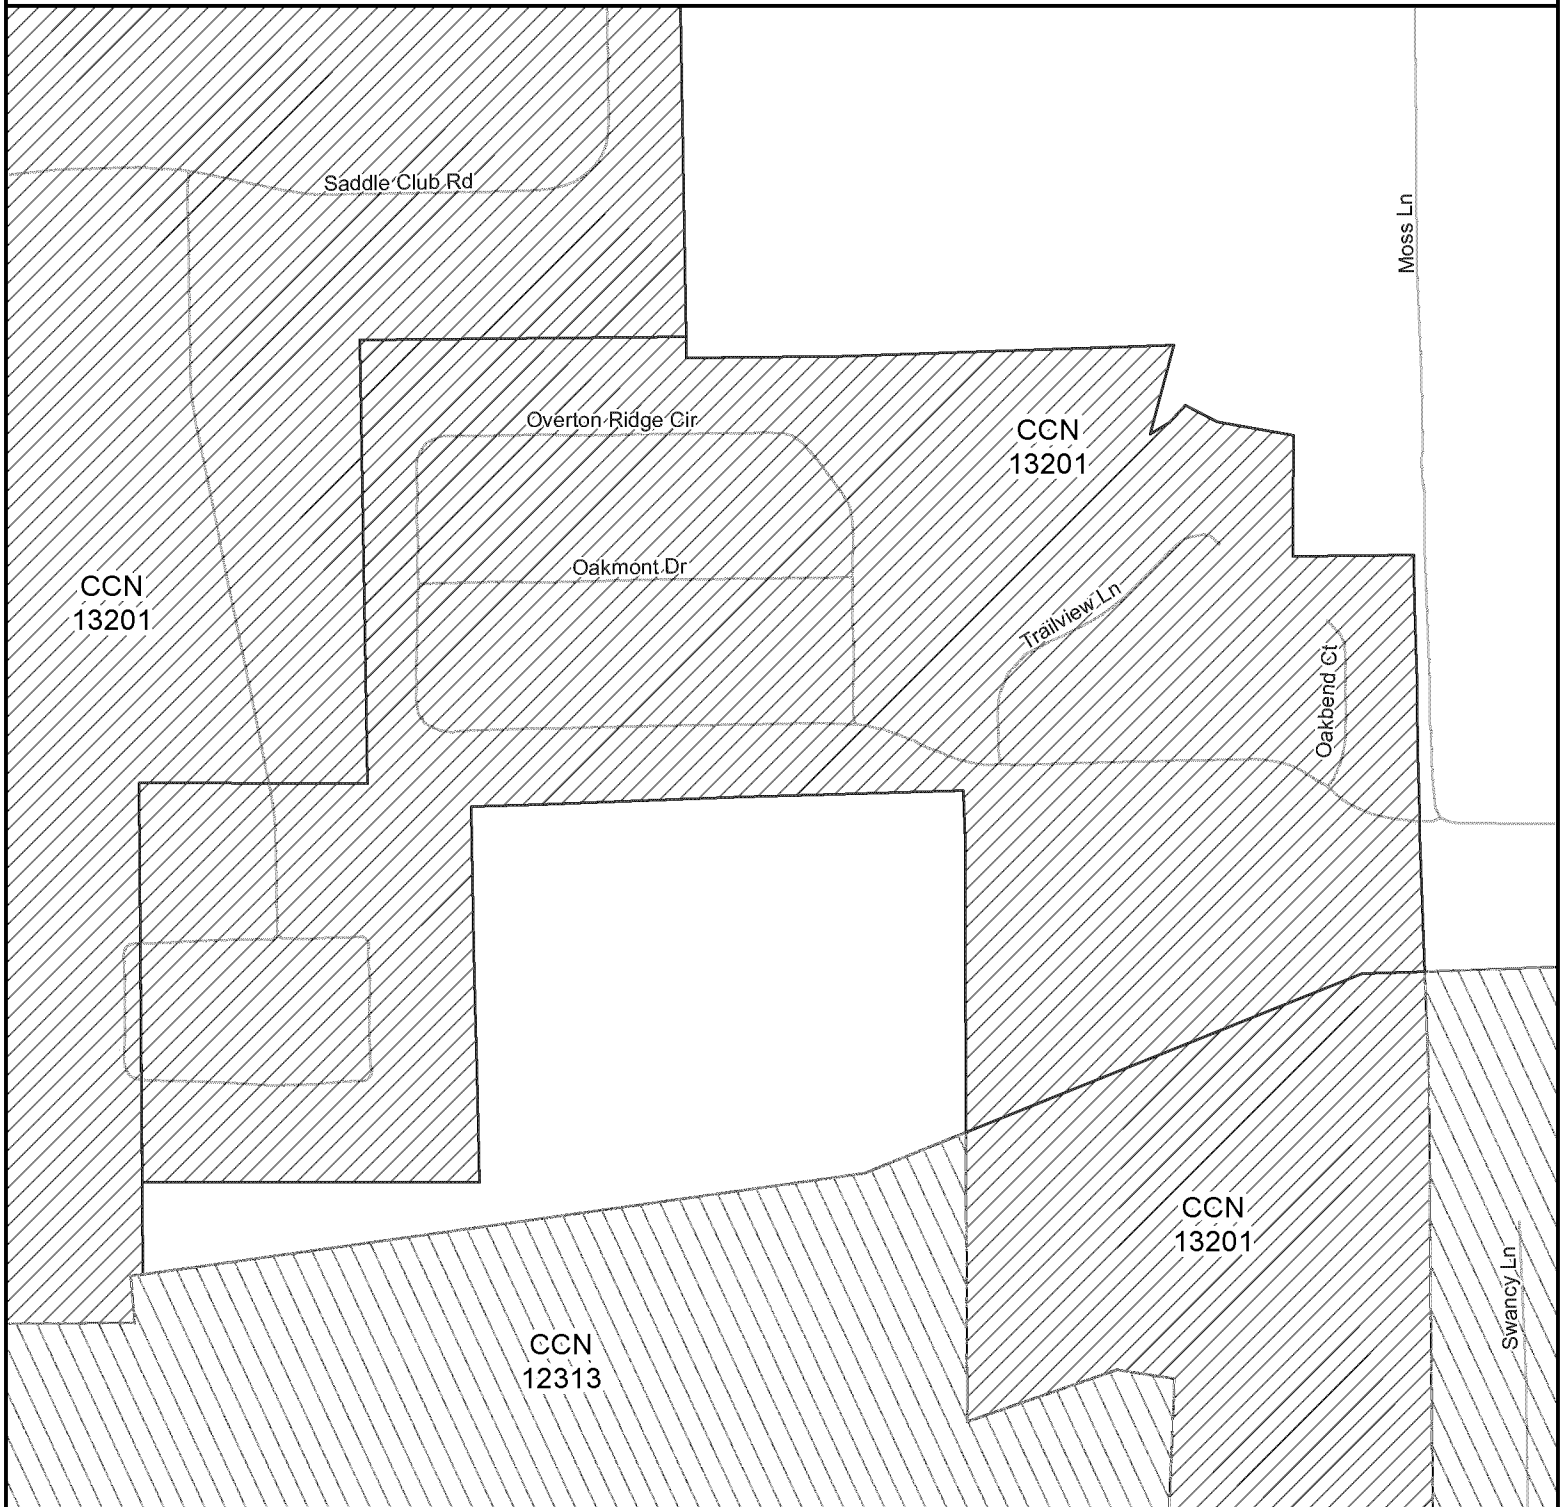 Saddle Club Rd
Moss Ln
Overton Ridge Cir
CCN
13201
Oakmont Dr
CCN
13201
Trailview Ln
Oakbend Ct
CCN
13201
Swancy Ln
CCN
12313